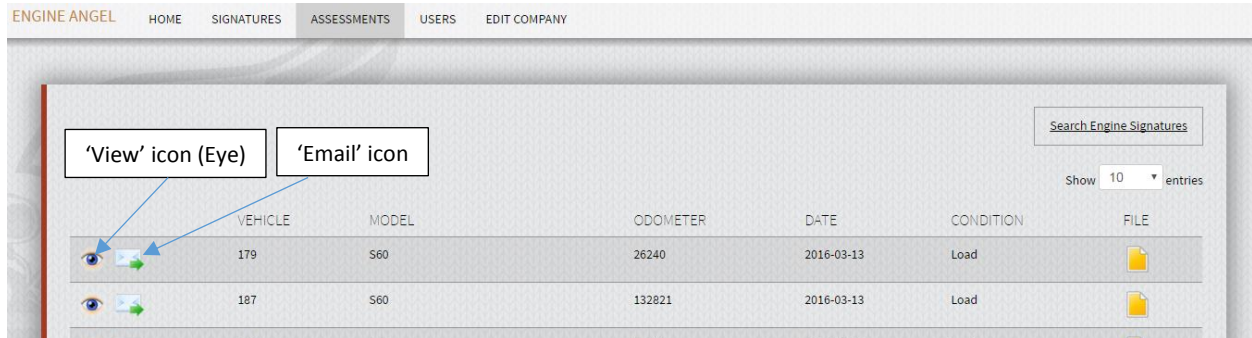 ENGINE ANGEL HOME SIGNATURES ASSESSMENTS USERS EDIT COMPANY
Search Engine Signatures
‘View’ icon (Eye) ‘Email’ icon
Show 10 entries
VEHICLE MODEL ODOMETER DATE CONDITION FILE
179 S60 26240 2016-03-13 Load
187 S60 132821 2016-03-13 Load